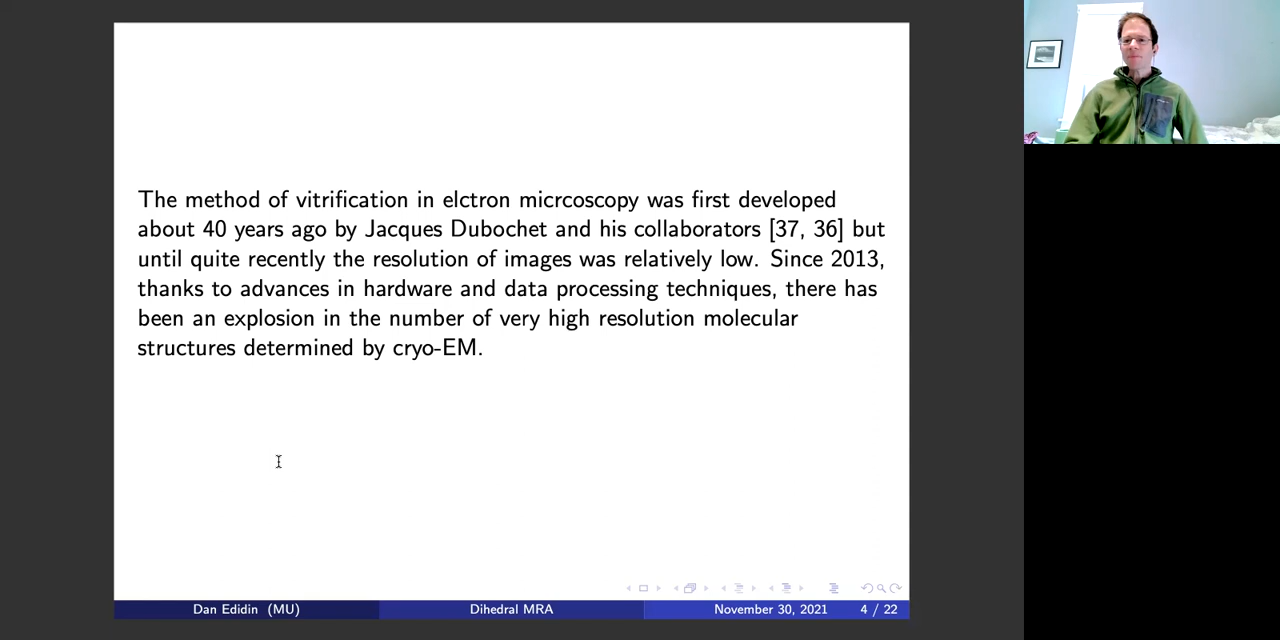 The method of vitrification in elctron micrcoscopy was first developed
about 40 years ago by Jacques Dubochet and his collaborators [37, 36] but
until quite recently the resolution of images was relatively low. Since 2013,
thanks to advances in hardware and data processing techniques, there has
been an explosion in the number of very high resolution molecular
structures determined by cryo-EM.
Dan Edidin (MU) Dihedral MRA November 30, 2021 4 / 22